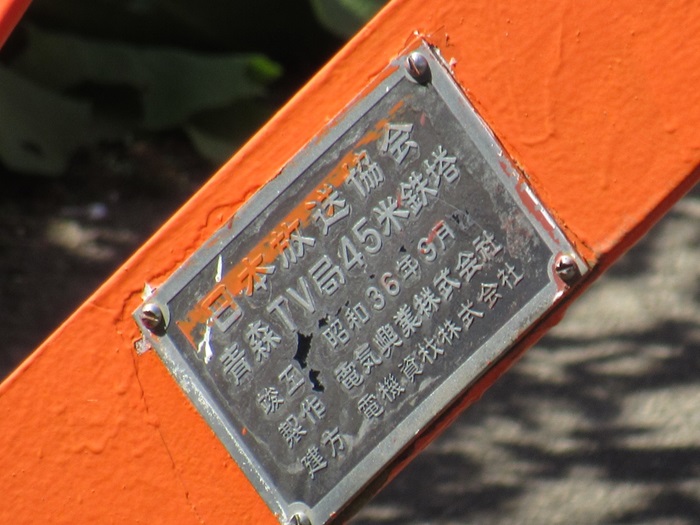 日本放送協会
青森TV局45米鉄塔
竣工 昭和36年9月
製作 電気興業株式会社
建方 電機資材株式会社